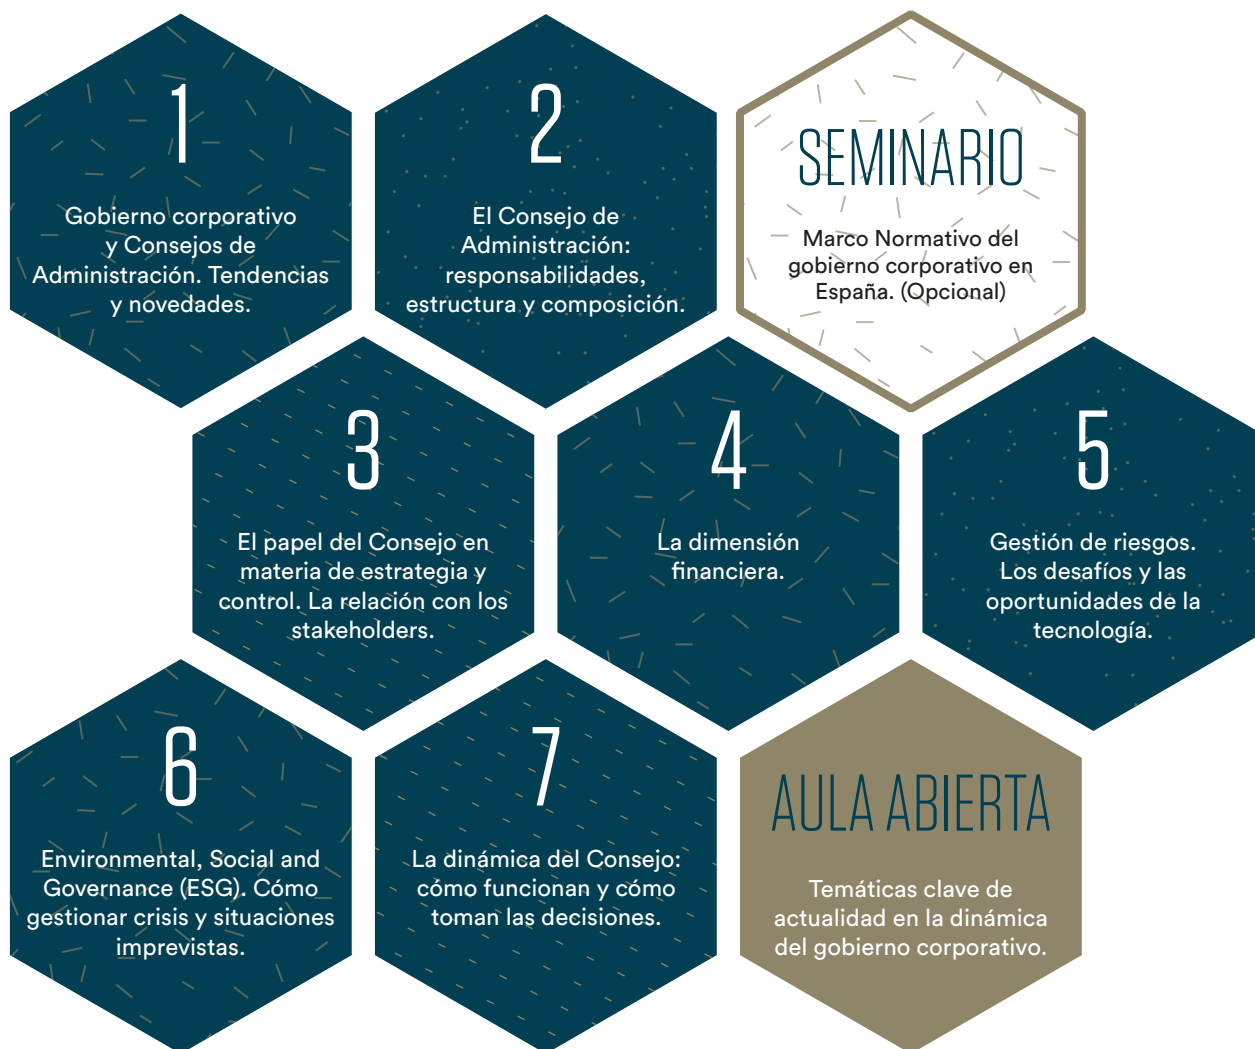 1
Gobierno corporativo
y Consejos de
Administración. Tendencias
y novedades.
2
El Consejo de
Administración:
responsabilidades,
estructura y composición.
SEMINARIO
Marco Normativo del
gobierno corporativo en
España. (Opcional)
3
El papel del Consejo en
materia de estrategia y
control. La relación con los
stakeholders.
4
La dimensión
financiera.
5
Gestión de riesgos.
Los desafíos y las
oportunidades de la
tecnología.
6
Environmental, Social and
Governance (ESG). Cómo
gestionar crisis y situaciones
imprevistas.
7
La dinámica del Consejo:
cómo funcionan y cómo
toman las decisiones.
AULA ABIERTA
Temáticas clave de
actualidad en la dinámica
del gobierno corporativo.